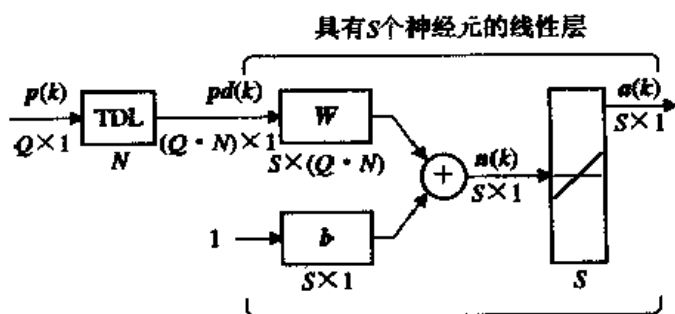 具有S个神经元的线性层
p(k)
TDL
pd(k)
W
a(k)
Q×1
N
(Q·N)×1
S×(Q·N)
S×1
+
n(k)
S×1
1
b
S×1
S